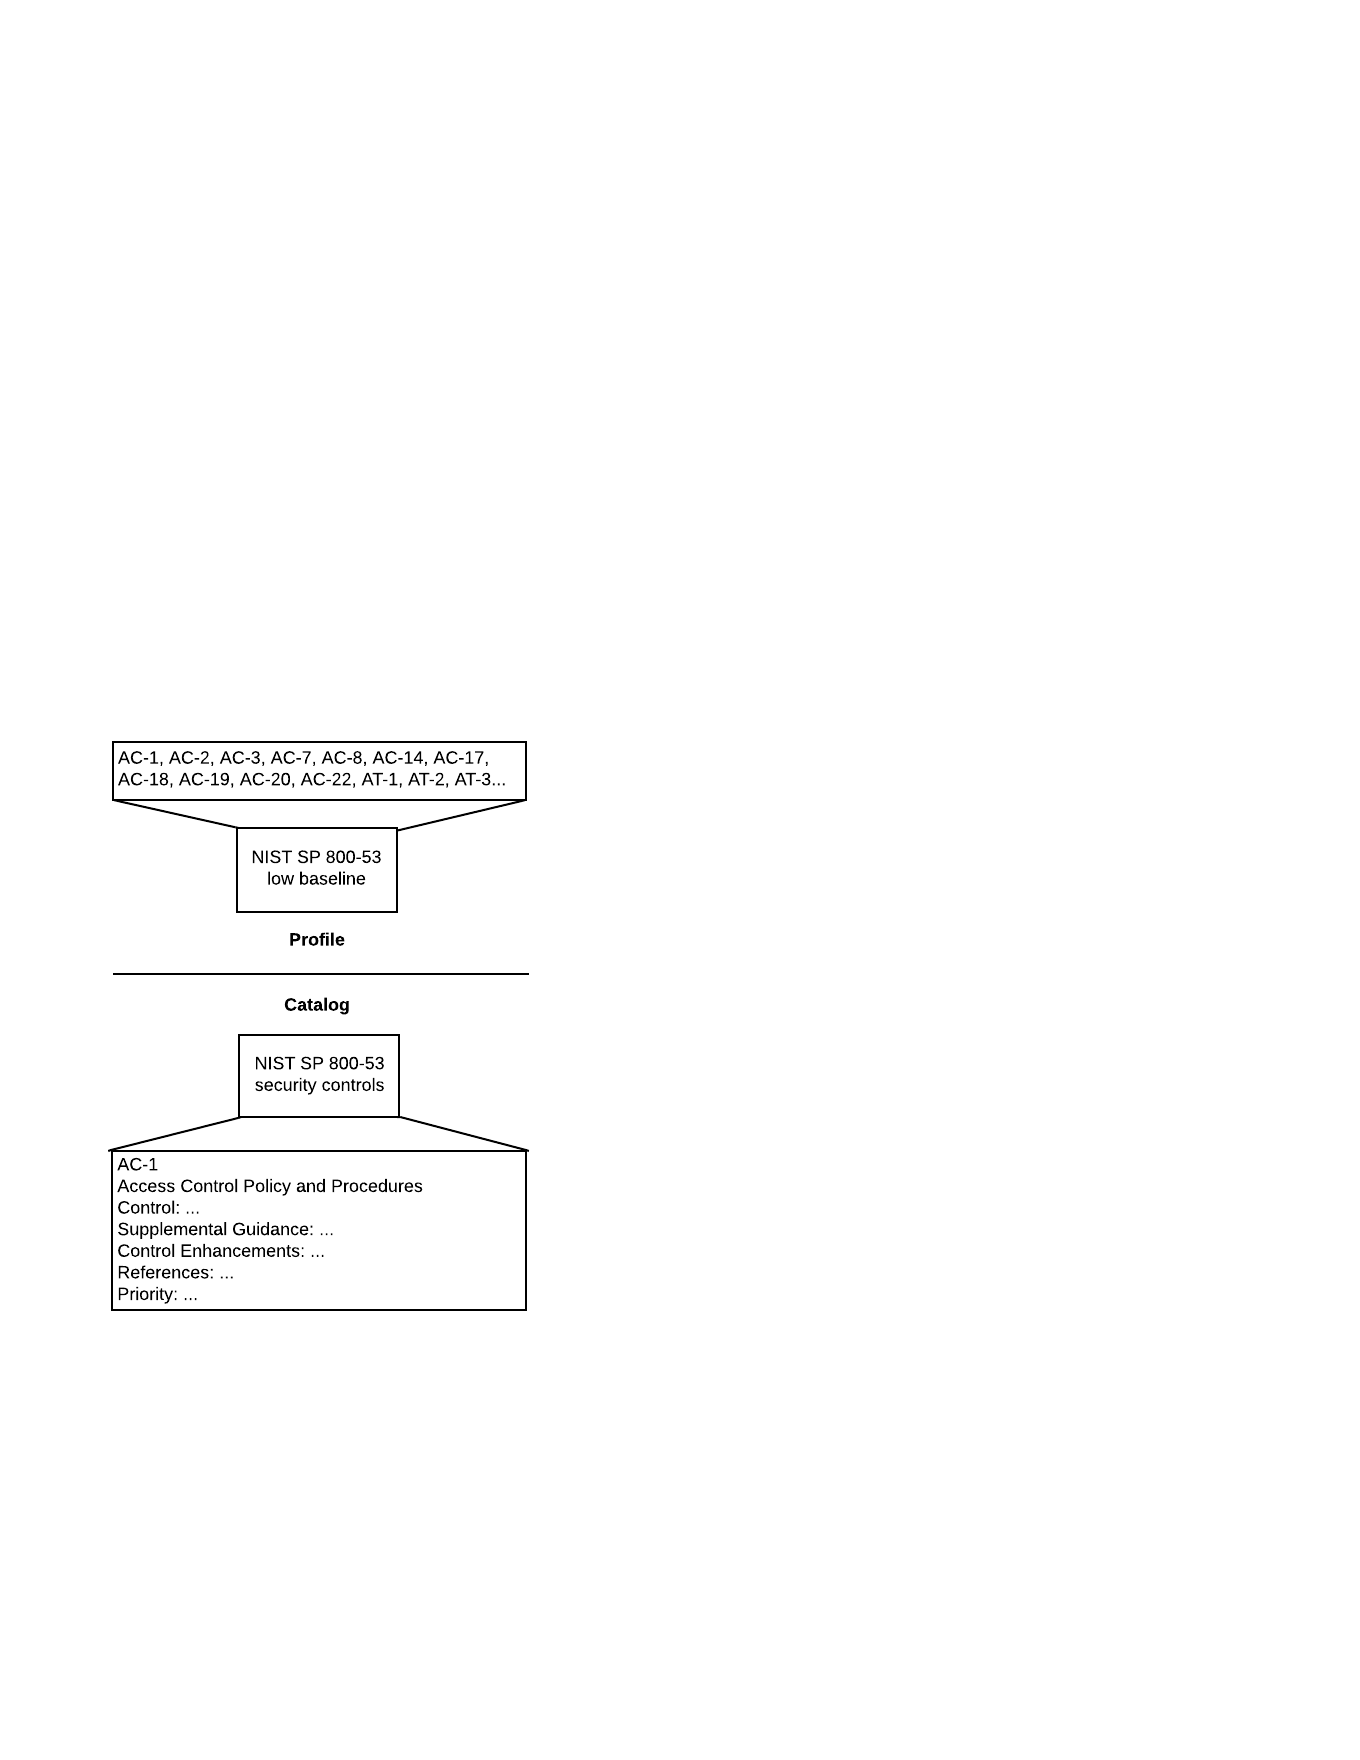 AC-1, AC-2, AC-3, AC-7, AC-8, AC-14, AC-17,
AC-18, AC-19, AC-20, AC-22, AT-1, AT-2, AT-3...
NIST SP 800-53
low baseline
Profile
Catalog
NIST SP 800-53
security controls
AC-1
Access Control Policy and Procedures
Control: ...
Supplemental Guidance: ...
Control Enhancements: ...
References: ...
Priority: ...